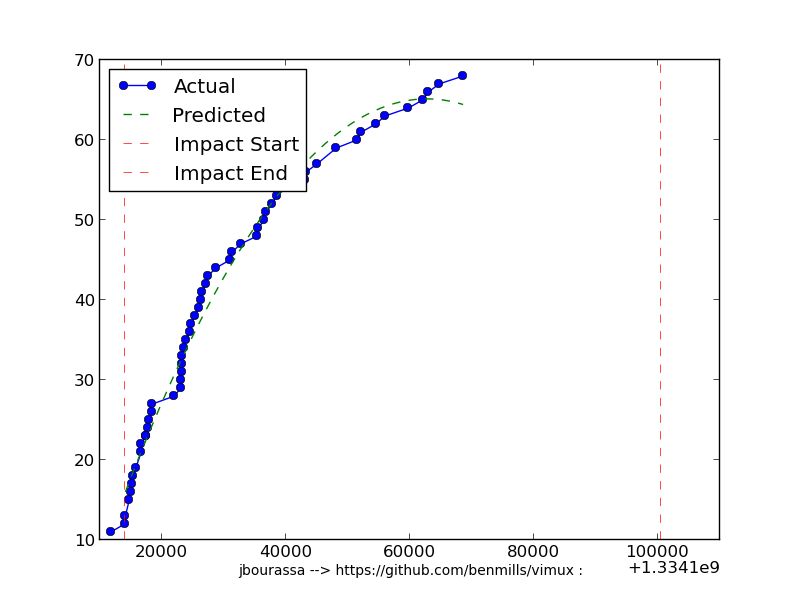 70
60
50
40
30
20
10
Actual
Predicted
Impact Start
Impact End
20000 40000 60000 80000 100000
+1.3341e9
jbourassa --> https://github.com/benmills/vimux :